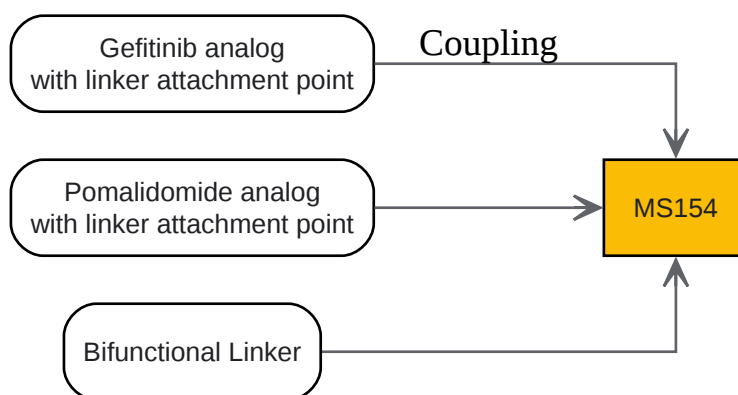 Gefitinib analog
with linker attachment point
Coupling
Pomalidomide analog
with linker attachment point
MS154
Bifunctional Linker